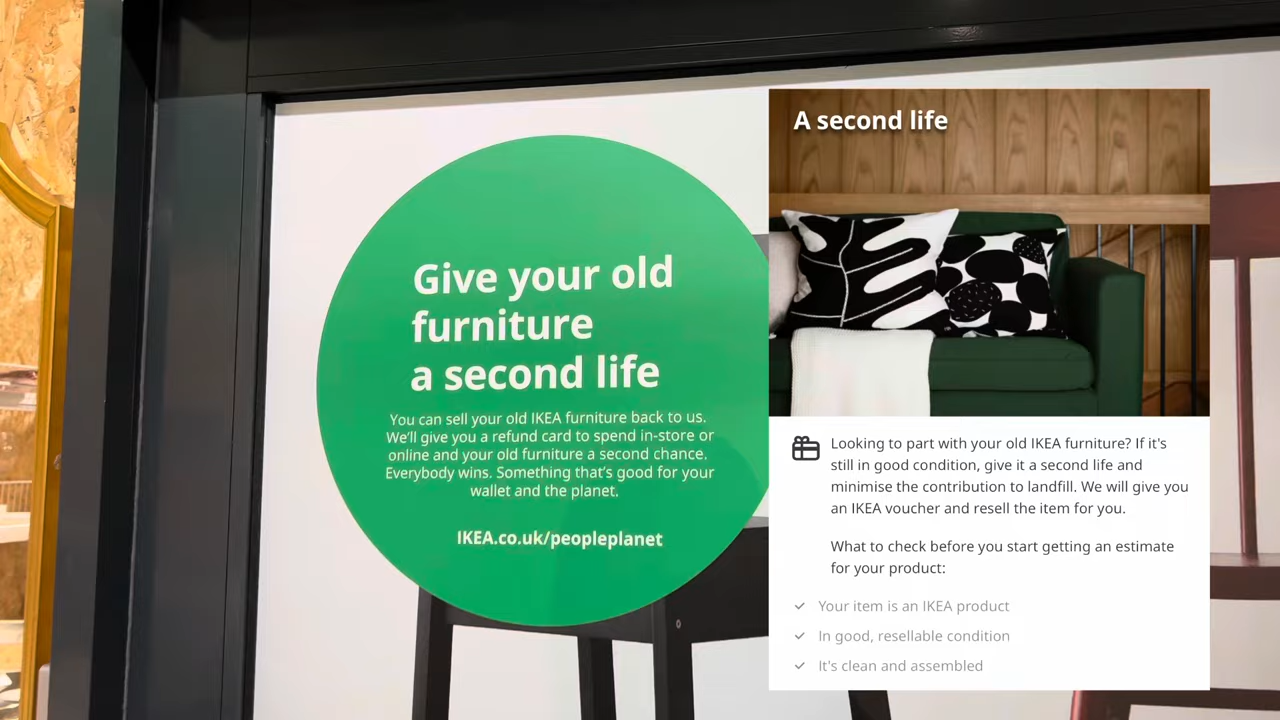 Give your old
furniture
a second life
You can sell your old IKEA furniture back to us.
We'll give you a refund card to spend in-store or
online and your old furniture a second chance.
Everybody wins. Something that's good for your
wallet and the planet.
IKEA.co.uk/peopleplanet
A second life
Looking to part with your old IKEA furniture? If it's
still in good condition, give it a second life and
minimise the contribution to landfill. We will give you
an IKEA voucher and resell the item for you.
What to check before you start getting an estimate
for your product:
Your item is an IKEA product
In good, resellable condition
It's clean and assembled